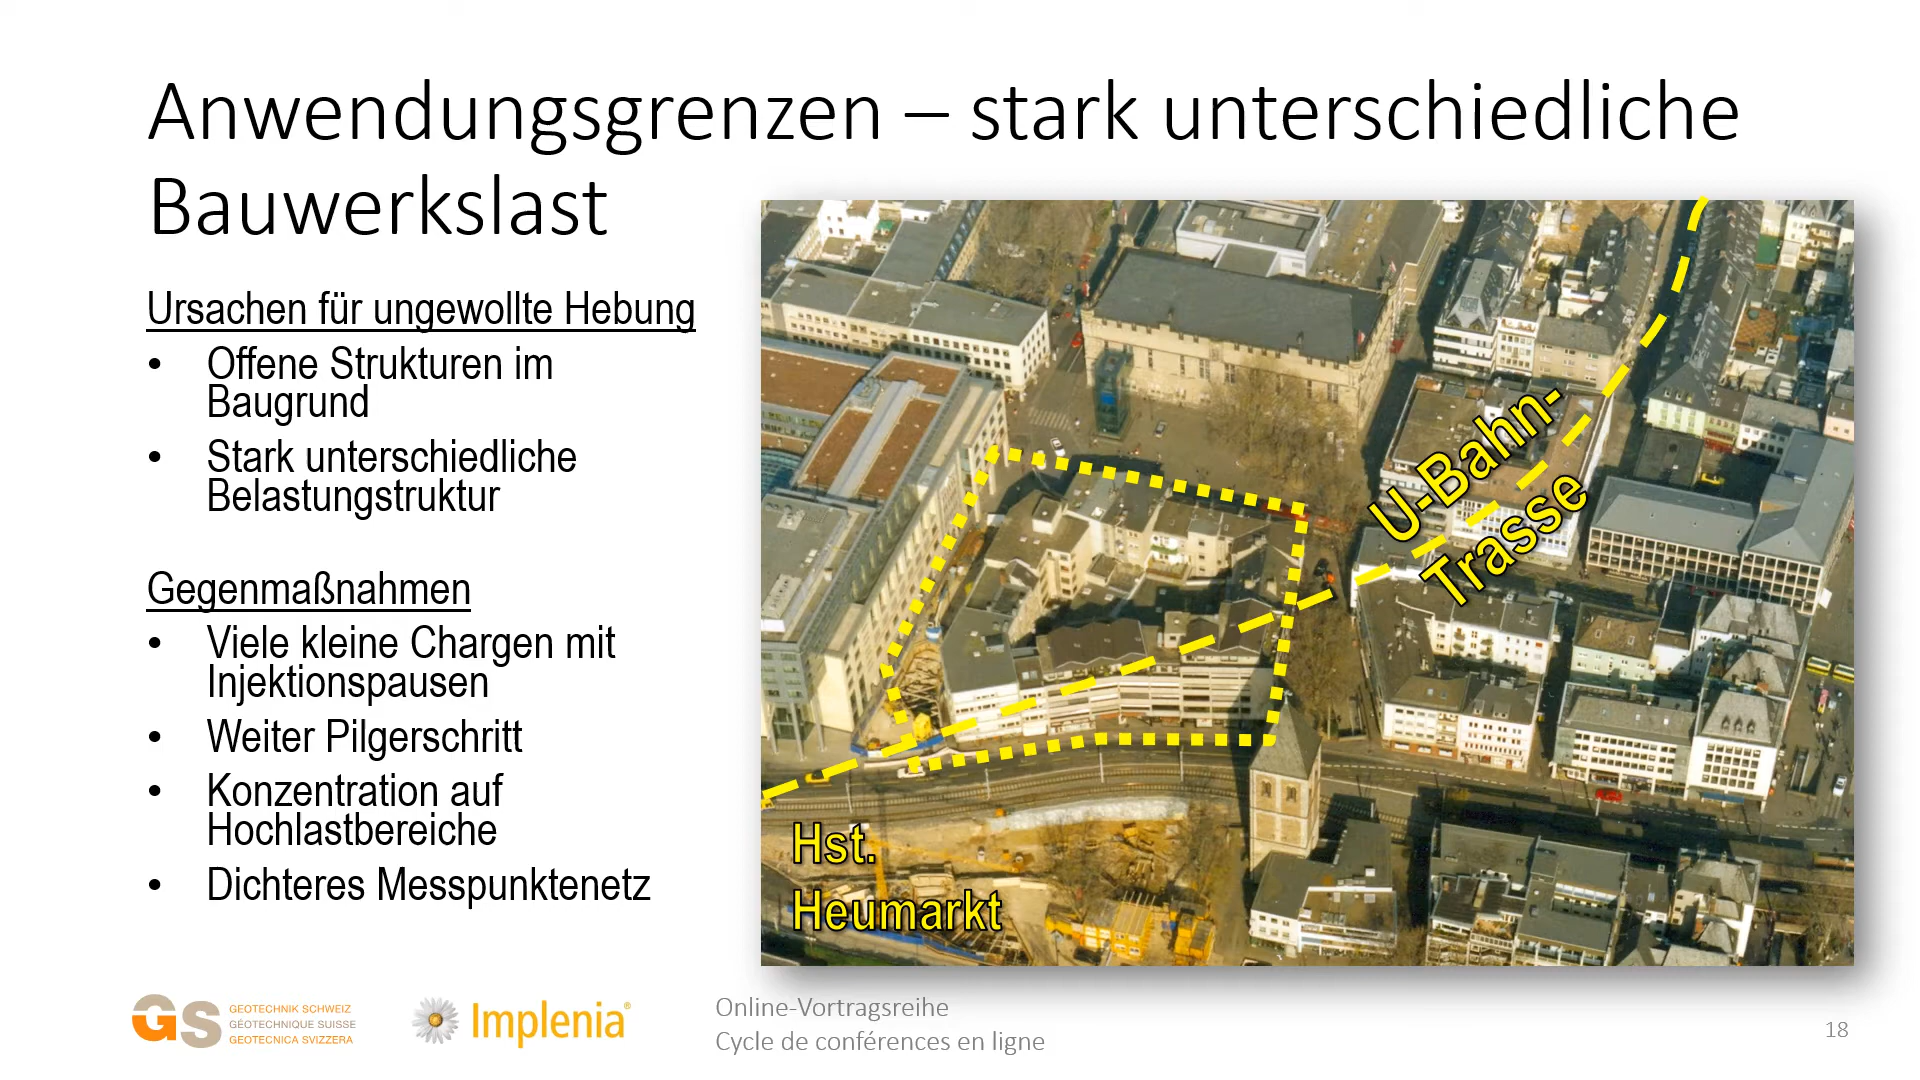 Anwendungsgrenzen – stark unterschiedliche
Bauwerkslast
Ursachen für ungewollte Hebung
• Offene Strukturen im
Baugrund
• Stark unterschiedliche
Belastungstruktur
Gegenmaßnahmen
• Viele kleine Chargen mit
Injektionspausen
• Weiter Pilgerschritt
• Konzentration auf
Hochlastbereiche
• Dichteres Messpunktenetz
U-Bahn-
Trasse
Hst.
Heumarkt
GS
GEOTECHNIK SCHWEIZ
GÉOTECHNIQUE SUISSE
GEOTECNICA SVIZZERA
Implenia®
Online-Vortragsreihe
Cycle de conférences en ligne
18